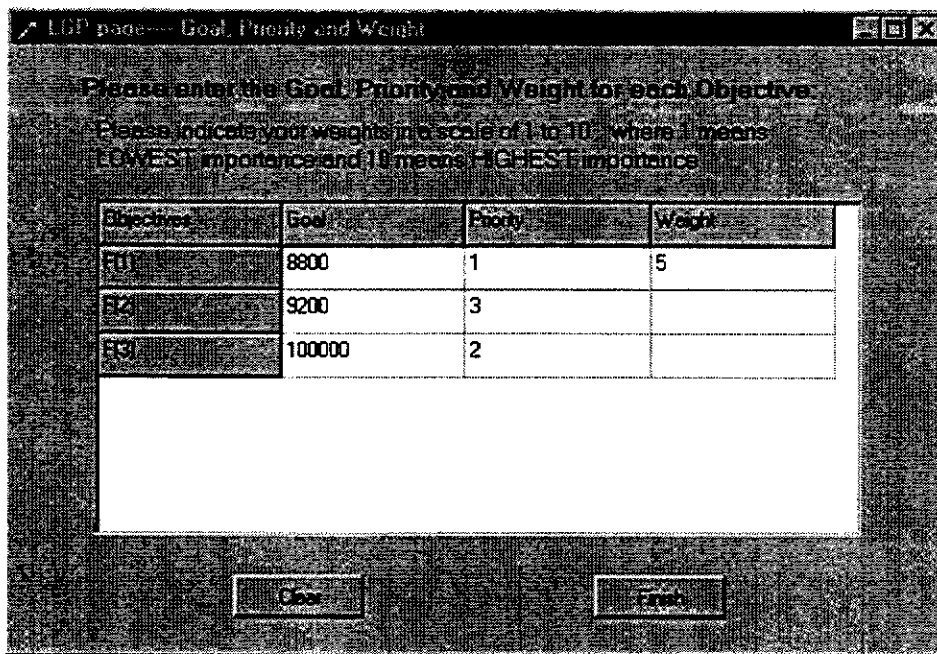 LGP page---- Goal, Priority and Weight
Please enter the Goal, Priority and Weight for each Objective:
Please indicate your weights in a scale of 1 to 10, where 1 means
LOWEST importance and 10 means HIGHEST importance
Objectives Goal Priority Weight
F(1) 8800 1 5
F(2) 9200 3
F(3) 100000 2
Clear Finish